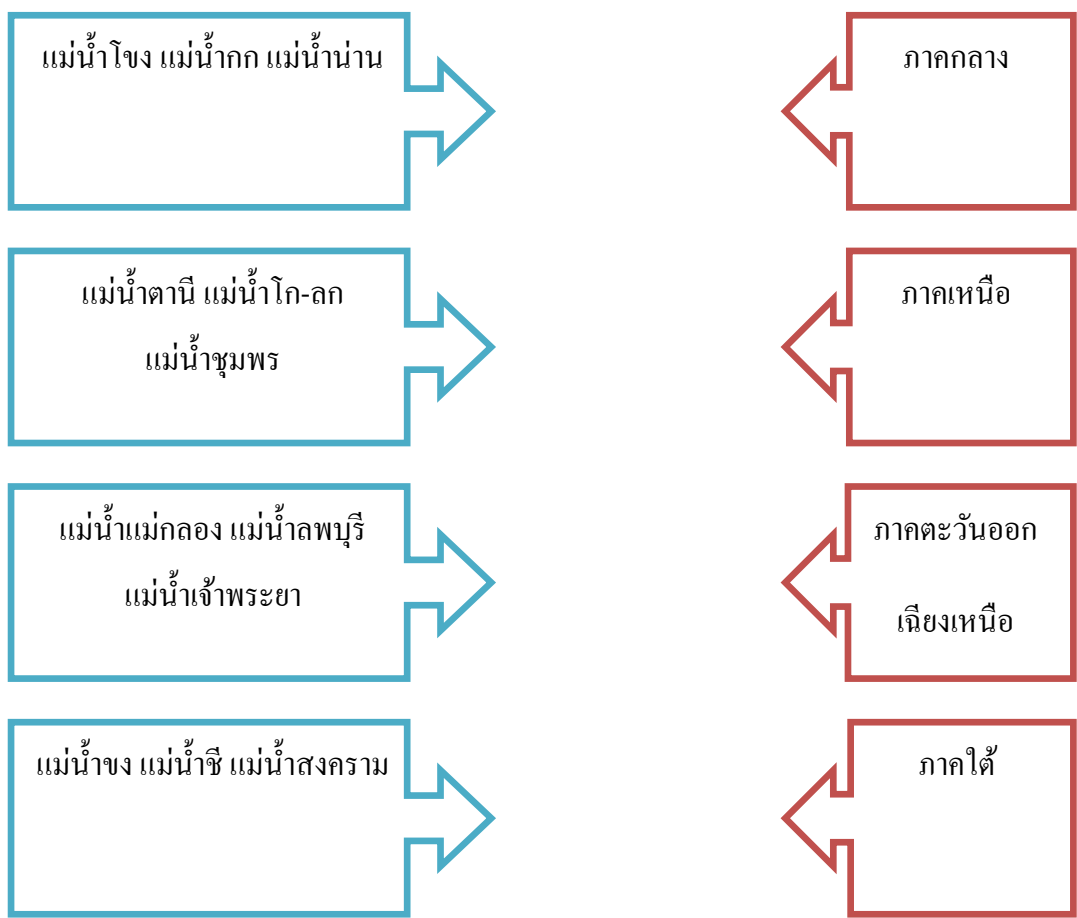 แม่น้ำโขง แม่น้ำกก แม่น้ำน่าน
ภาคกลาง
แม่น้ำตานี แม่น้ำโก-ลก
แม่น้ำชุมพร
ภาคเหนือ
แม่น้ำแม่กลอง แม่น้ำลพบุรี
แม่น้ำเจ้าพระยา
ภาคตะวันออก
เฉียงเหนือ
แม่น้ำขง แม่น้ำชี แม่น้ำสงคราม
ภาคใต้